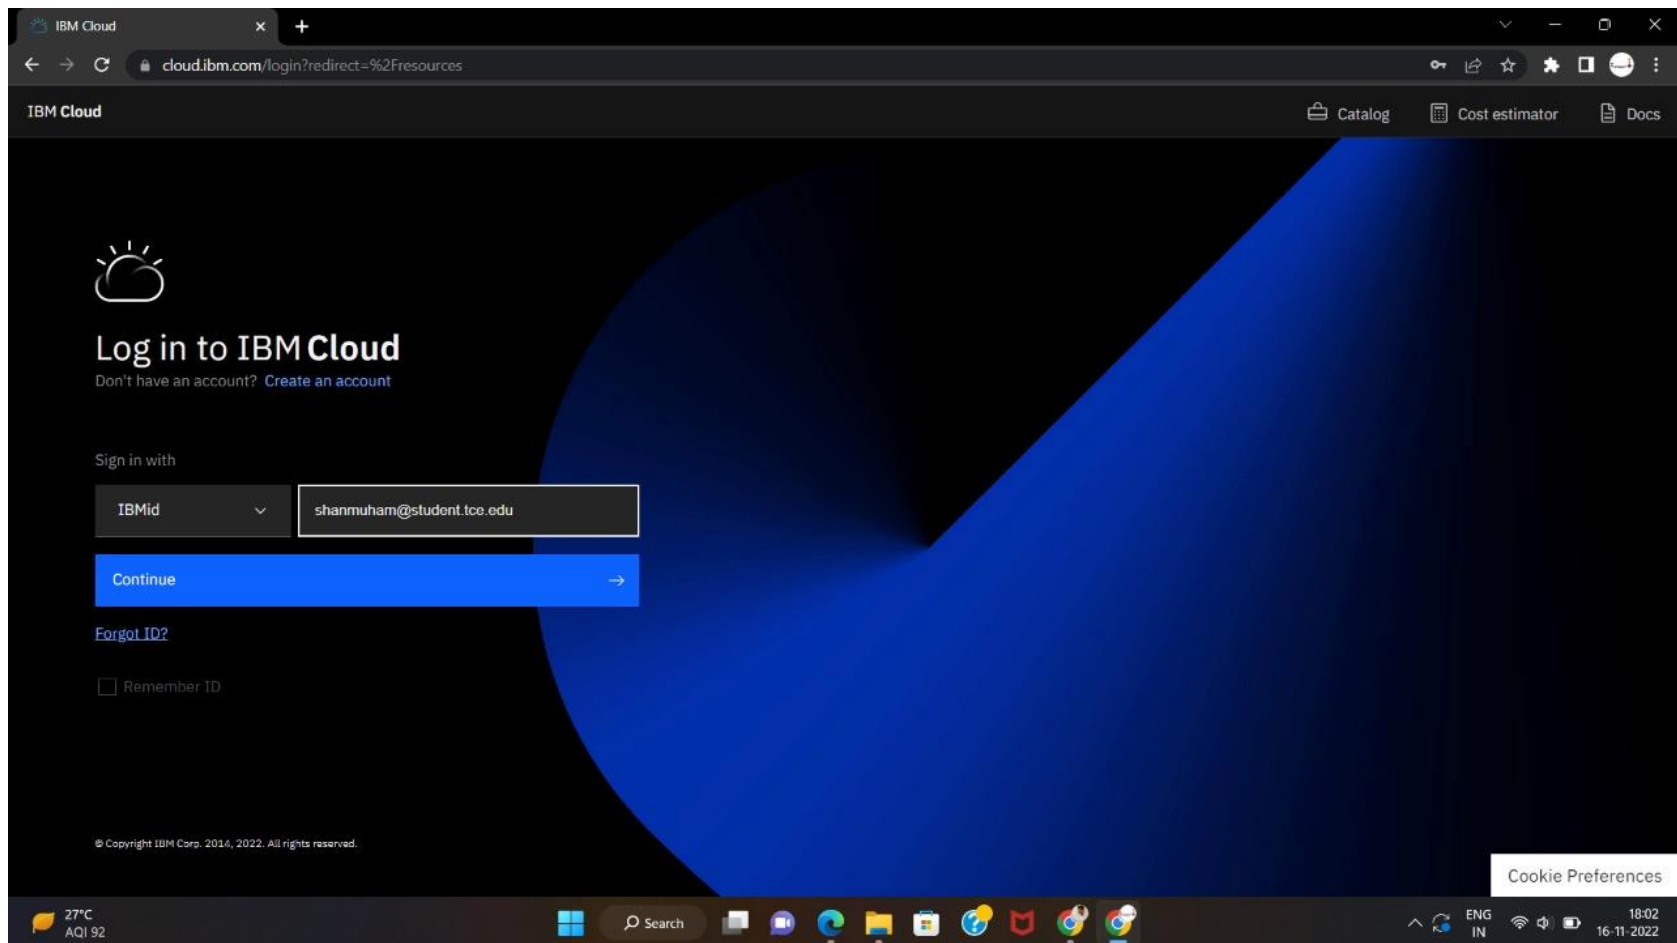 IBM Cloud
cloud.ibm.com/login?redirect=%2Fresources
IBM Cloud
Catalog
Cost estimator
Docs
Log in to IBM Cloud
Don't have an account? Create an account
Sign in with
IBMid
shanmuham@student.tce.edu
Continue
Forgot ID?
Remember ID
© Copyright IBM Corp. 2014, 2022. All rights reserved.
Cookie Preferences
27°C
AQI 92
Search
ENG
IN
18:02
16-11-2022